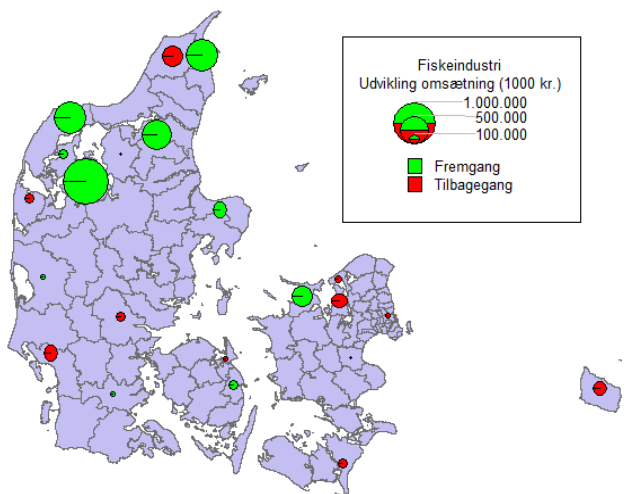 Fiskeindustri
Udvikling omsætning (1000 kr.)
1.000.000
500.000
100.000
Fremgang
Tilbagegang